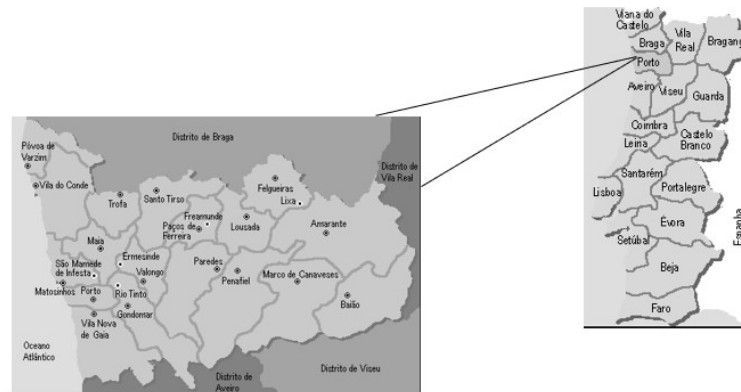 Distrito de Braga
Póvoa de
Varzim
Vila do Conde
Trofa
Santo Tirso
Felgueiras
Lixa
Distrito de
Vila Real
Freamunde
Paços de
Ferreira
Lousada
Amarante
Maia
Ermesinde
São Mamede
de Infesta
Valongo
Paredes
Penafiel
Marco de Canaveses
Matosinhos
Porto
Rio Tinto
Gondomar
Baião
Vila Nova
de Gaia
Oceano
Atlântico
Distrito de
Aveiro
Distrito de Viseu
Viana do
Castelo
Braga
Vila
Real
Braganç
Porto
Aveiro
Viseu
Guarda
Coimbra
Castelo
Branco
Leiria
Santarém
Lisboa
Portalegre
Évora
Setúbal
Espanha
Beja
Faro